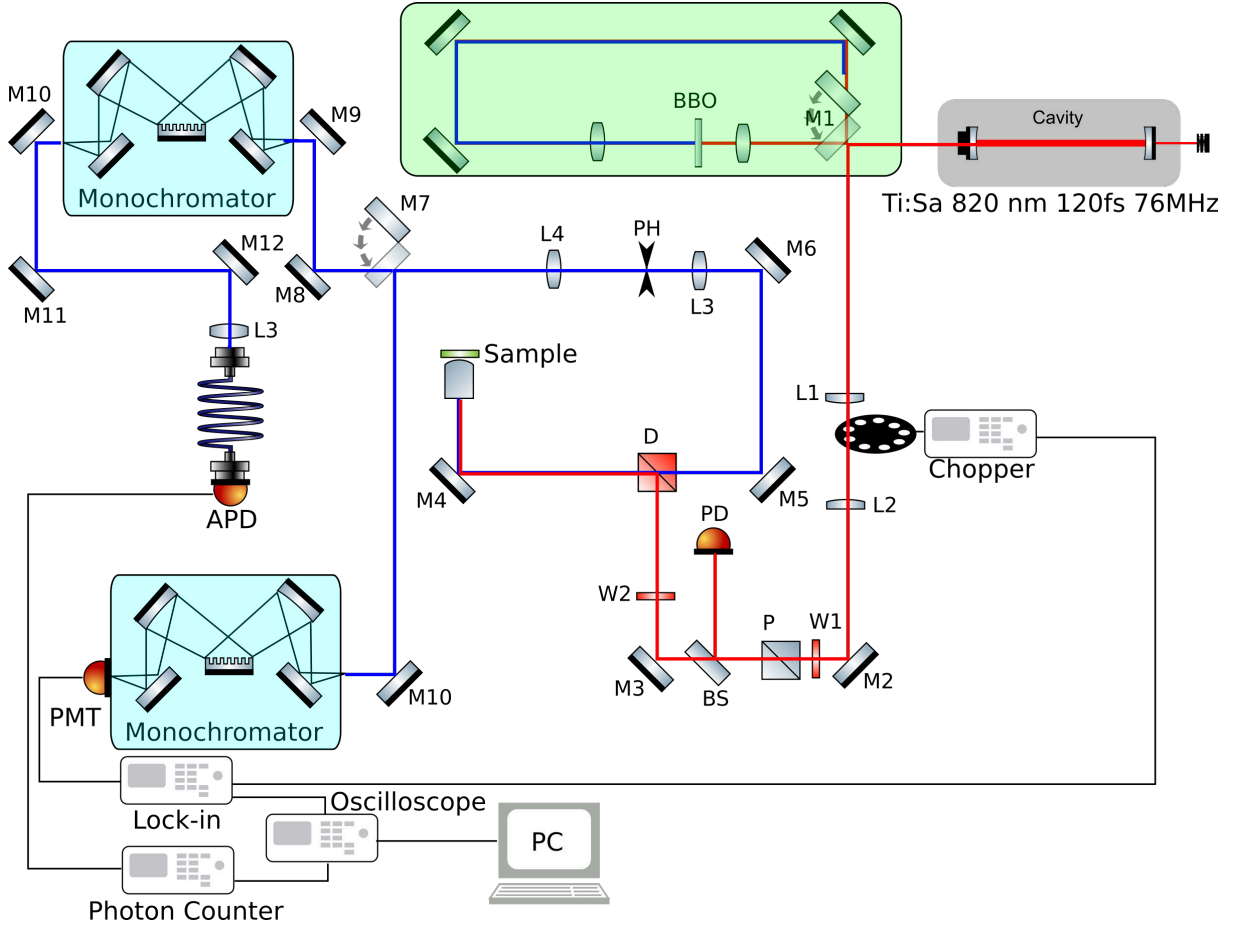 M10
M9
Monochromator
BBO
M1
Cavity
Ti:Sa 820 nm 120fs 76MHz
M7
M12
M8
M11
L4
PH
L3
M6
L3
Sample
L1
Chopper
D
M4
M5
L2
APD
PD
W2
P
W1
M3
BS
M2
M10
PMT
Monochromator
Lock-in
Oscilloscope
PC
Photon Counter